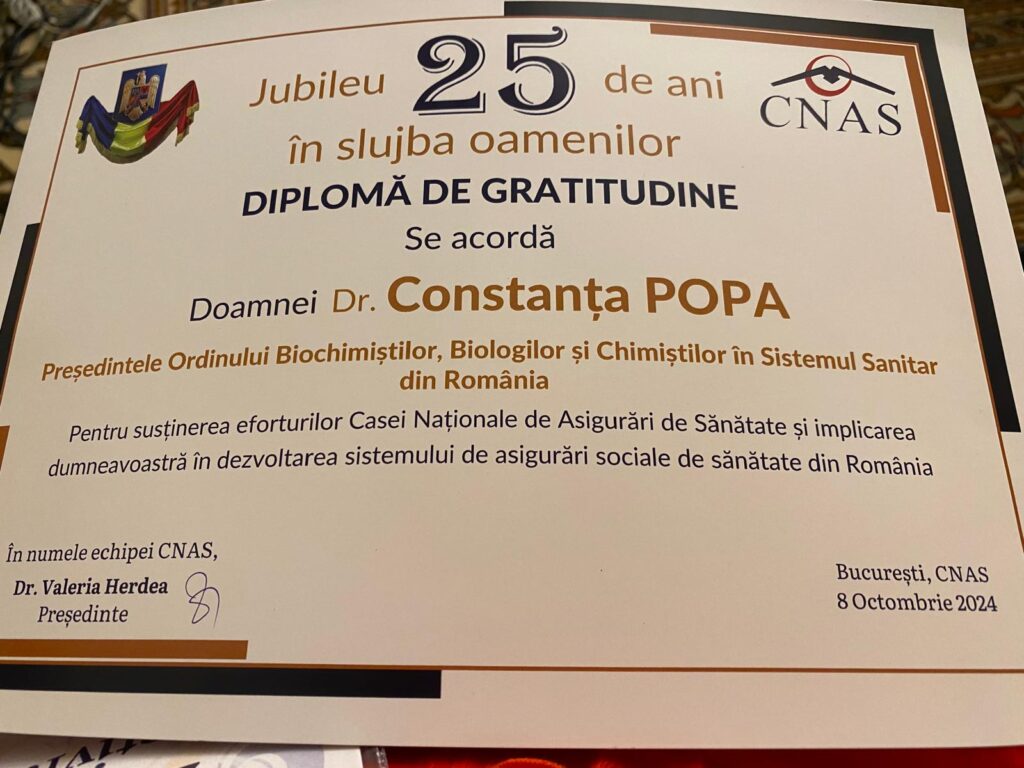 Jubileu 25 de ani
în slujba oamenilor
CNAS
DIPLOMĂ DE GRATITUDINE
Se acordă
Doamnei Dr. Constanța POPA
Președintele Ordinului Biochimiștilor, Biologilor și Chimiștilor în Sistemul Sanitar
din România
Pentru susținerea eforturilor Casei Naționale de Asigurări de Sănătate și implicarea
dumneavoastră în dezvoltarea sistemului de asigurări sociale de sănătate din România
În numele echipei CNAS,
Dr. Valeria Herdea
Președinte
București, CNAS
8 Octombrie 2024